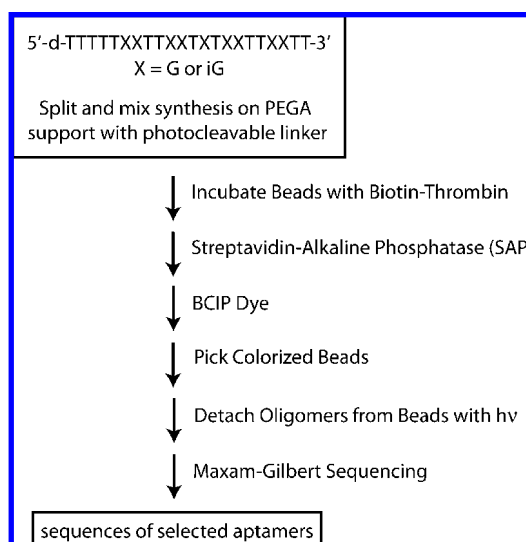 5'-d-TTTTTXXTTXXTXTXXTTXXTT-3'
X = G or iG
Split and mix synthesis on PEGA
support with photocleavable linker
Incubate Beads with Biotin-Thrombin
Streptavidin-Alkaline Phosphatase (SAP
BCIP Dye
Pick Colorized Beads
Detach Oligomers from Beads with hν
Maxam-Gilbert Sequencing
sequences of selected aptamers